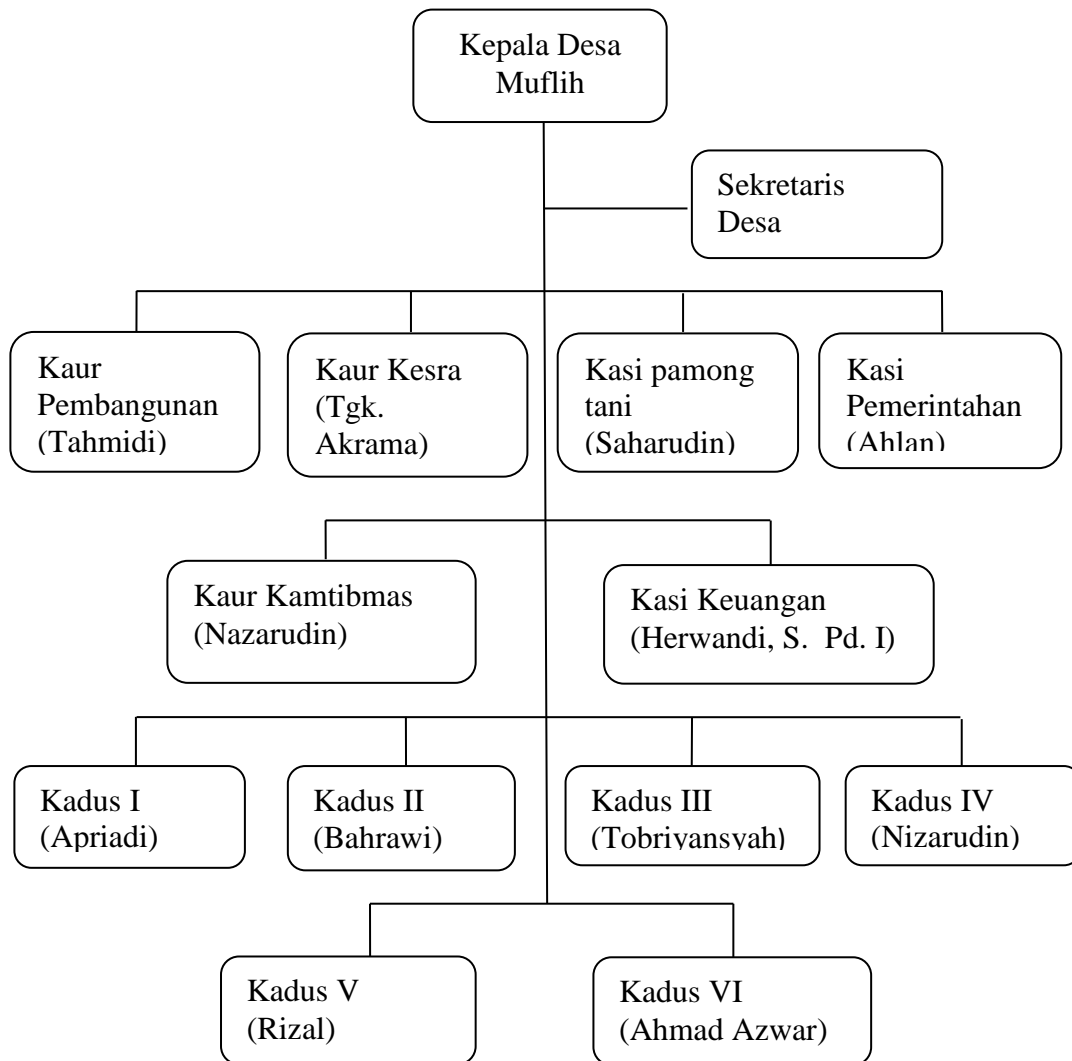 Kepala Desa
Muflih
Sekretaris
Desa
Kaur
Pembangunan
(Tahmidi)
Kaur Kesra
(Tgk.
Akrama)
Kasi pamong
tani
(Saharudin)
Kasi
Pemerintahan
(Ahlan)
Kaur Kamtibmas
(Nazarudin)
Kasi Keuangan
(Herwandi, S. Pd. I)
Kadus I
(Apriadi)
Kadus II
(Bahrawi)
Kadus III
(Tobriyansyah)
Kadus IV
(Nizarudin)
Kadus V
(Rizal)
Kadus VI
(Ahmad Azwar)